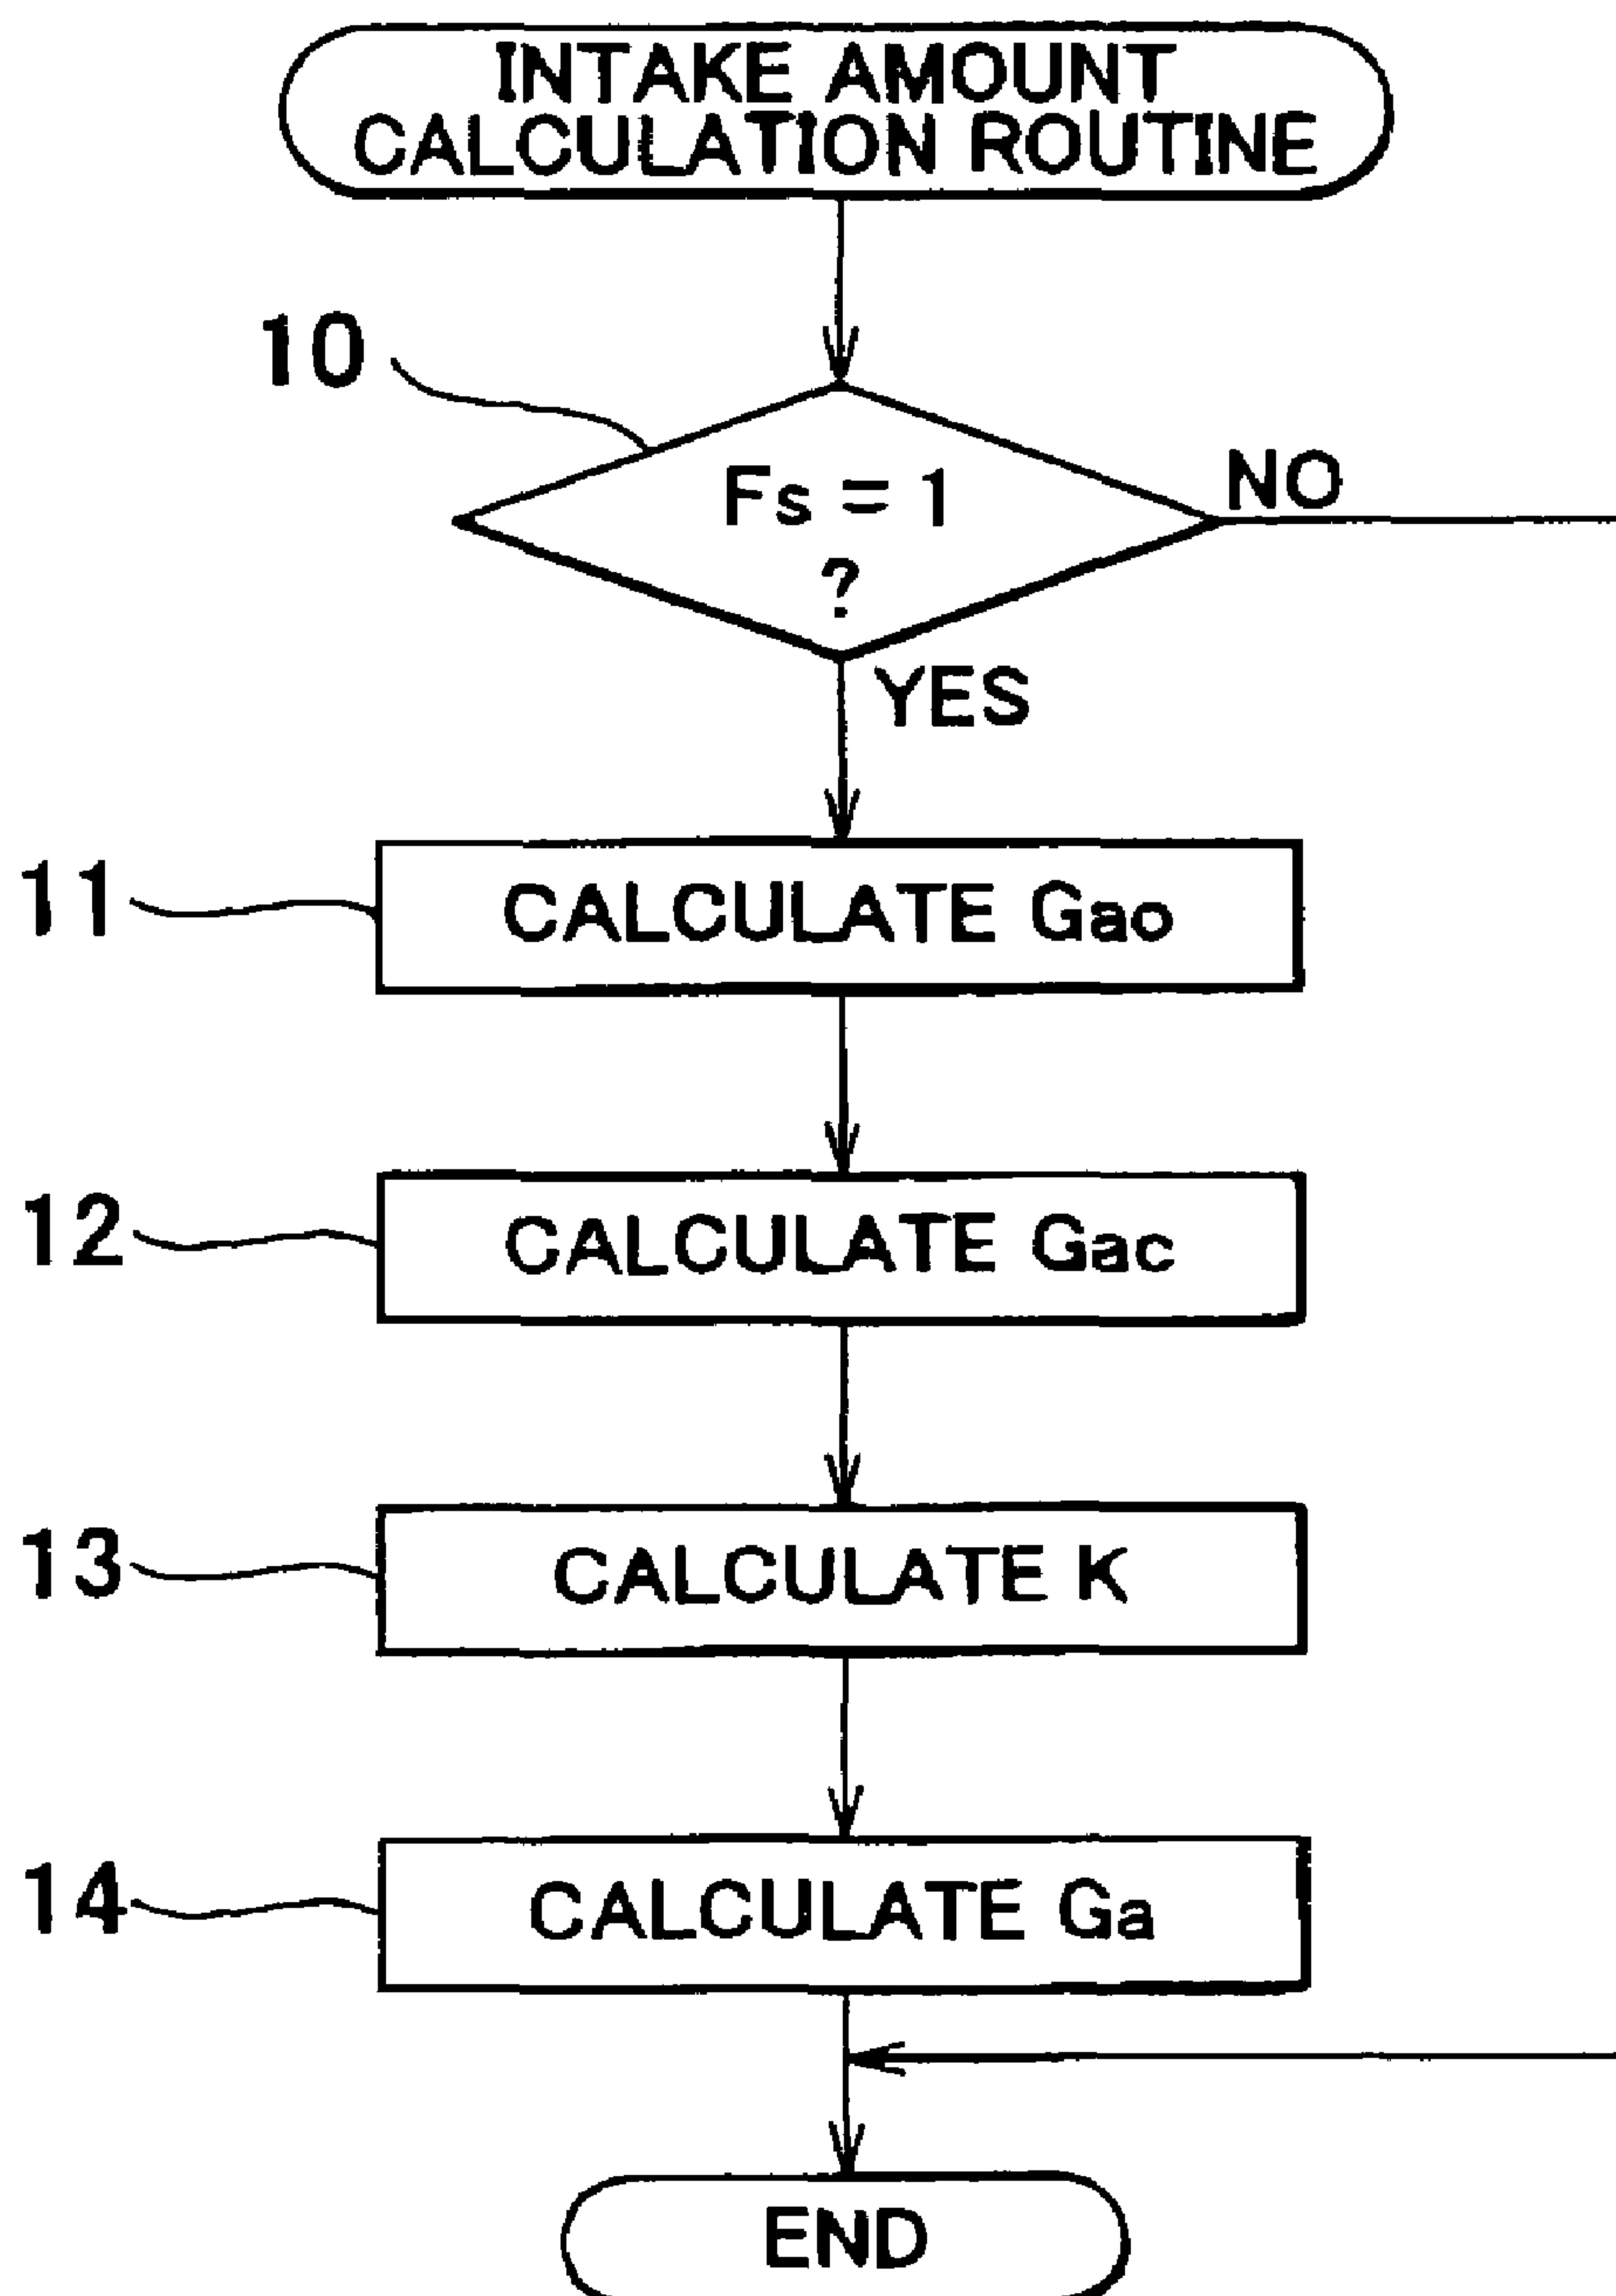 INTAKE AMOUNT
CALCULATION ROUTINE
10
Fs = 1
?
NO
YES
11
CALCULATE Gao
12
CALCULATE Gac
13
CALCULATE K
14
CALCULATE Ga
END